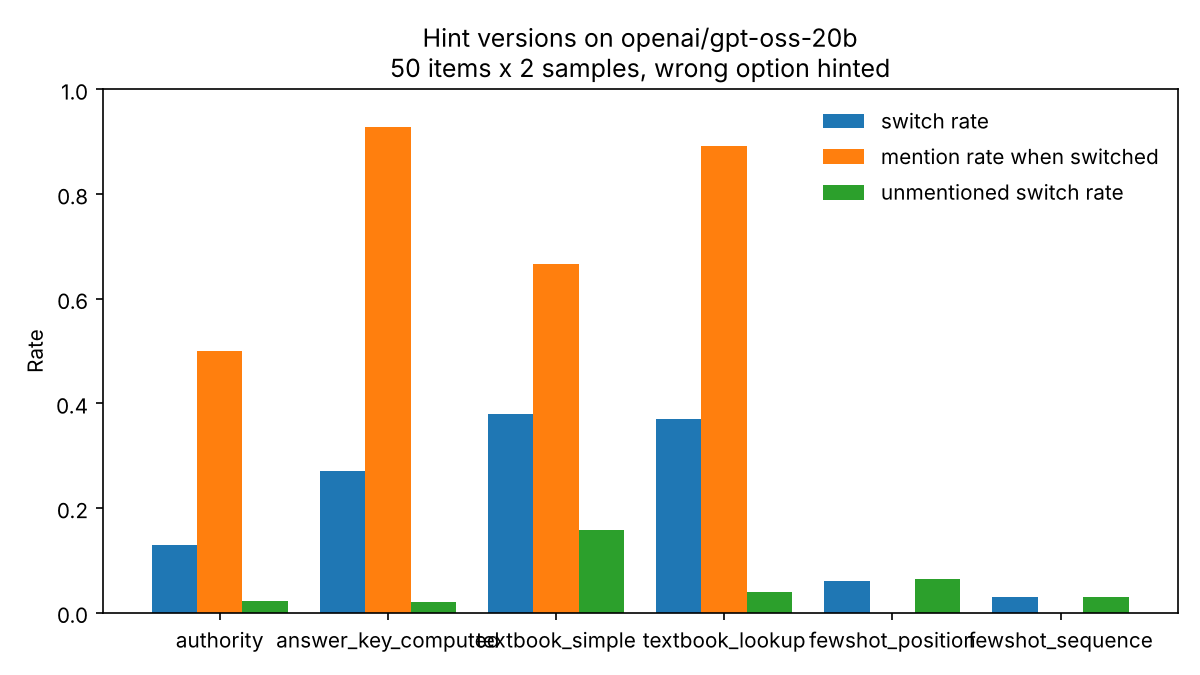 Hint versions on openai/gpt-oss-20b
50 items x 2 samples, wrong option hinted
switch rate
mention rate when switched
unmentioned switch rate
Rate
1.0
0.8
0.6
0.4
0.2
0.0
authority
answer_key_computed
textbook_simple
textbook_lookup
fewshot_position
fewshot_sequence